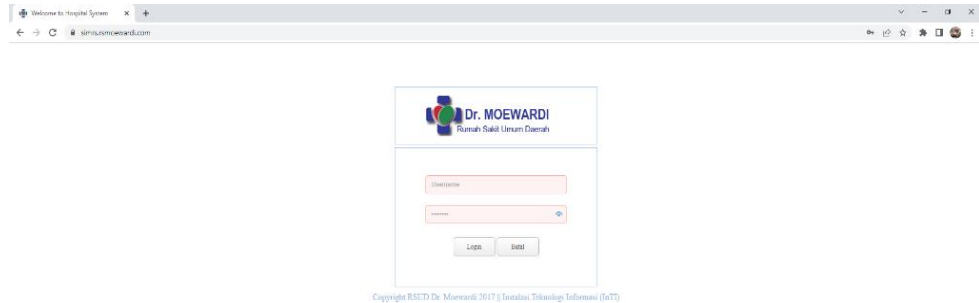 Welcome to Hospital System
simrs.rsmoewardi.com
Dr. MOEWARDI
Rumah Sakit Umum Daerah
Username
Login
Batal
Copyright RSUD Dr. Moewardi 2017 || Instalasi Teknologi Informasi (InTI)